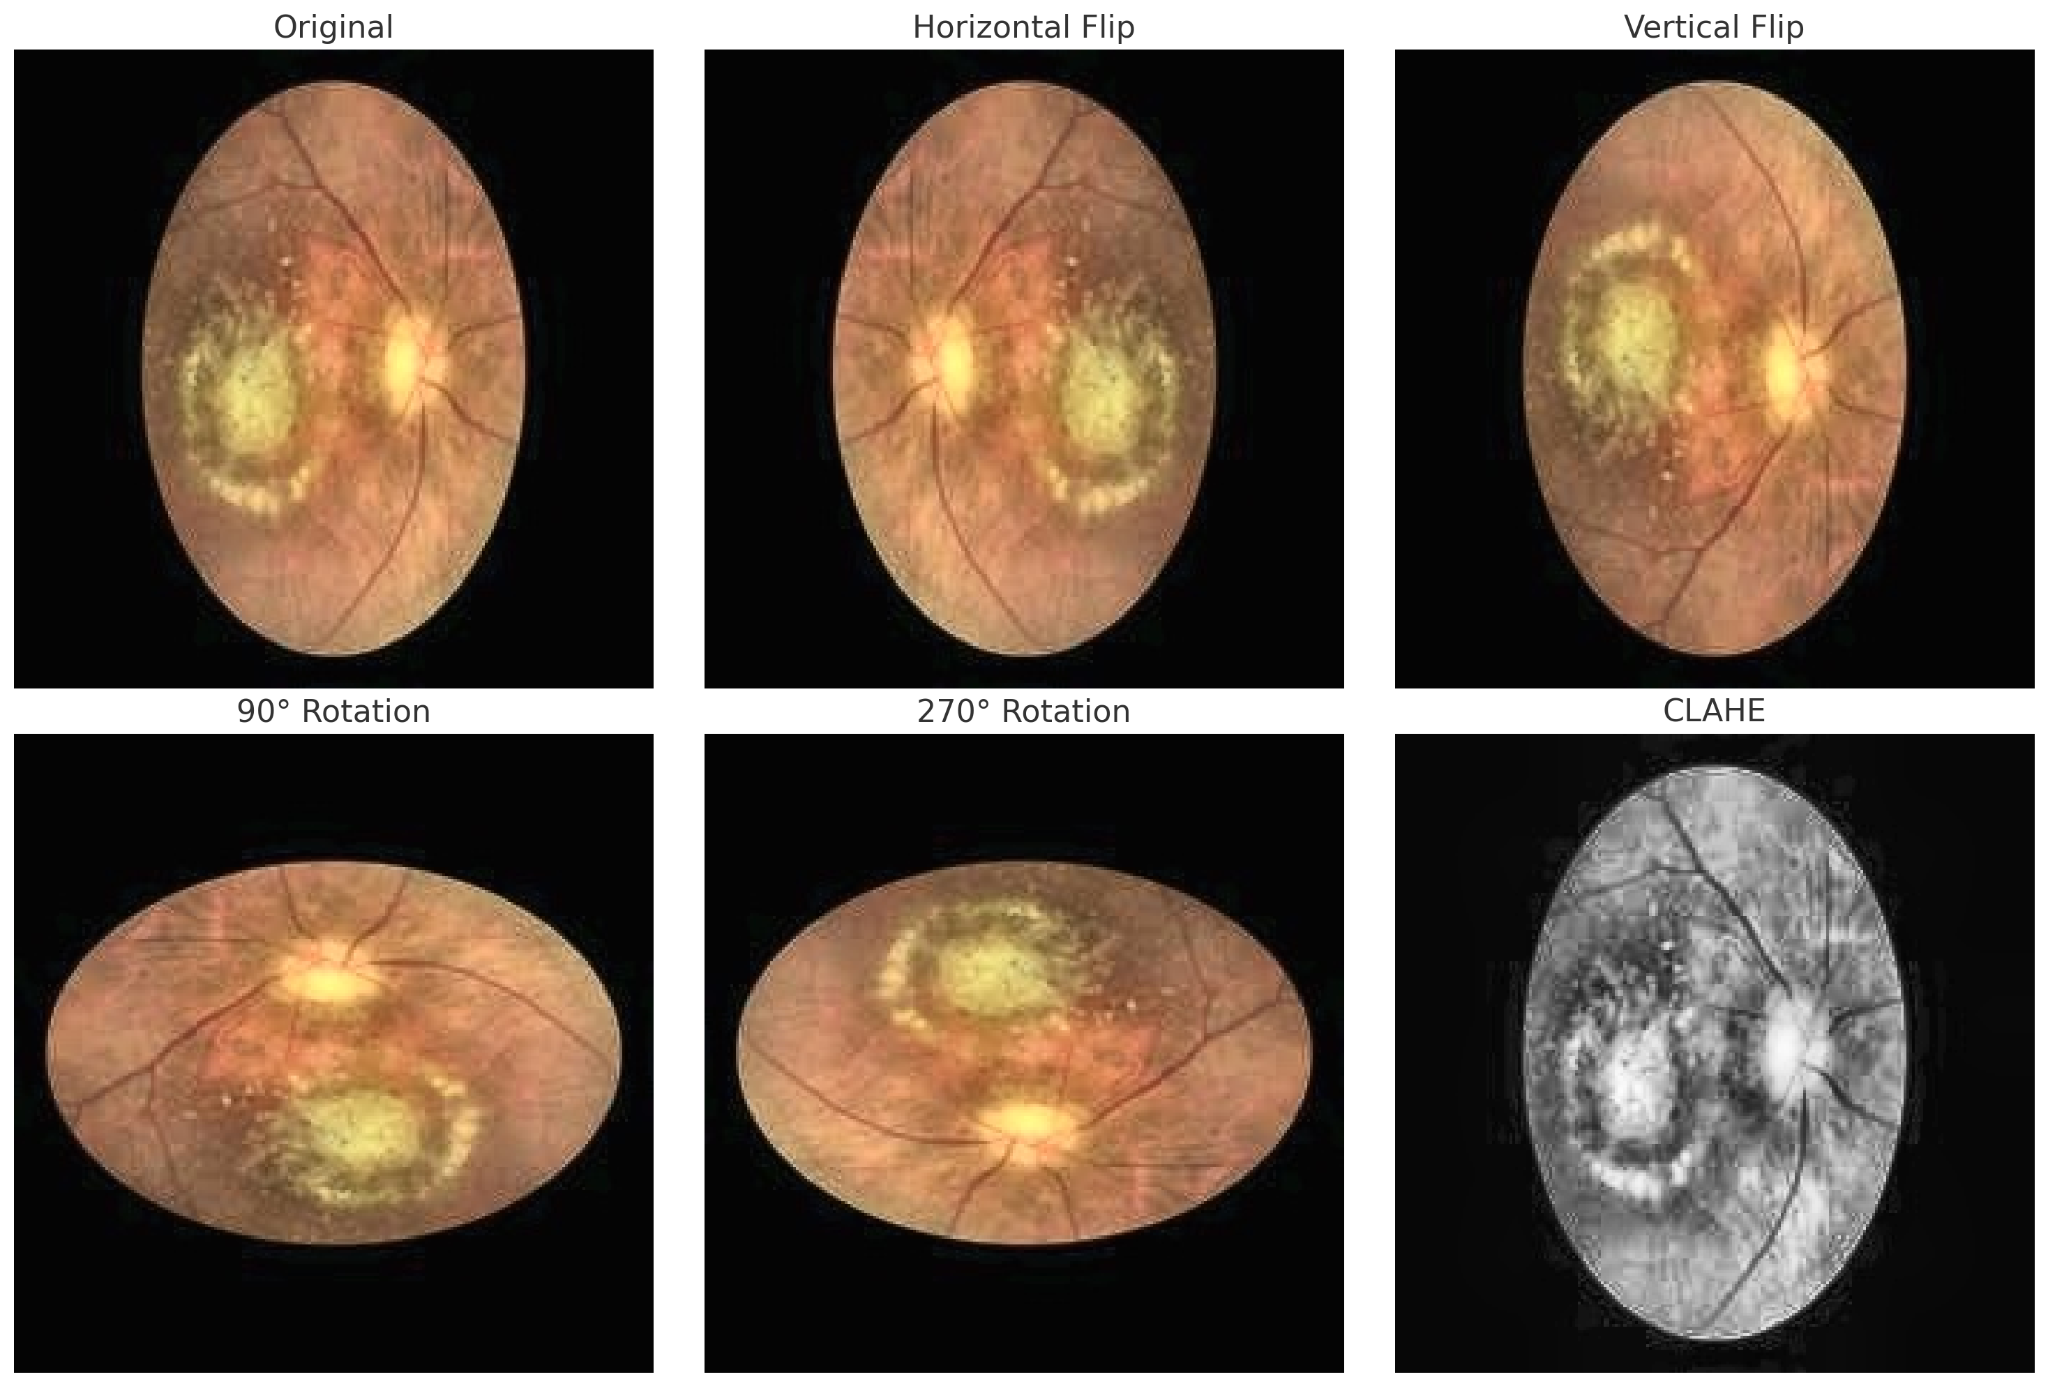 Original
Horizontal Flip
Vertical Flip
90° Rotation
270° Rotation
CLAHE